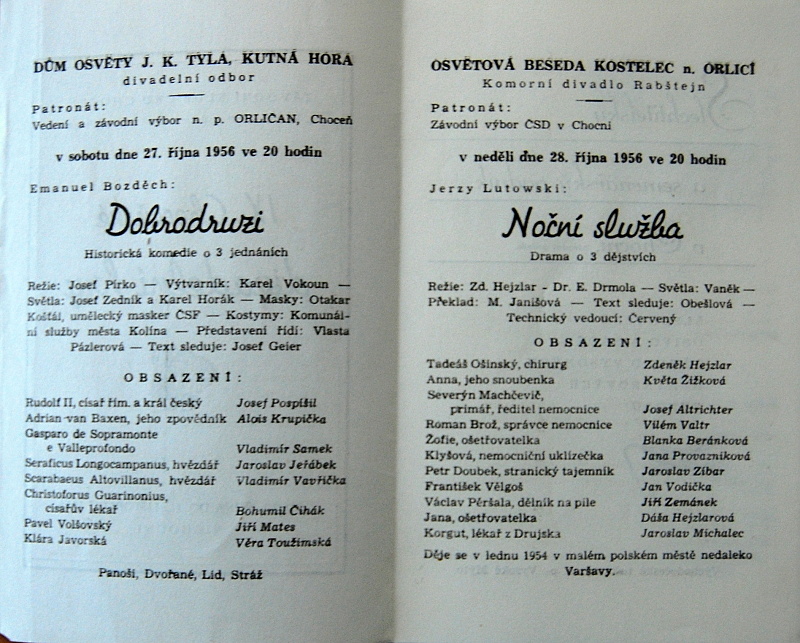 DŮM OSVĚTY J. K. TYLA, KUTNÁ HORA
divadelní odbor
Patronát:
Vedení a závodní výbor n. p. ORLIČAN, Choceň
v sobotu dne 27. října 1956 ve 20 hodin
Emanuel Bozděch:
Dobrodruzi
Historická komedie o 3 jednáních
Režie: Josef Pirko — Výtvarník: Karel Vokoun —
Světla: Josef Zedník a Karel Horák — Masky: Otakar
Košťál, umělecký masker ČSF — Kostymy: Komunál-
ní služby města Kolína — Představení řídí: Vlasta
Pázlerová — Text sleduje: Josef Geier
OBSAZENÍ:
Rudolf II, císař řím. a král český Josef Pospíšil
Adrian van Baxen, jeho zpovědník Alois Krupička
Gasparo de Sopramonte
e Valleprofondo Vladimír Samek
Seraficus Longocampanus, hvězdář Jaroslav Jeřábek
Scarabaeus Altovillanus, hvězdář Vladimír Vavřička
Christoforus Guarinonius,
císařův lékař Bohumil Čihák
Pavel Volšovský Jiří Mates
Klára Javorská Věra Toužimská
Panoši, Dvořané, Lid, Stráž
OSVĚTOVÁ BESEDA KOSTELEC n. ORLICÍ
Komorní divadlo Rabštejn
Patronát:
Závodní výbor ČSD v Chocni
v neděli dne 28. října 1956 ve 20 hodin
Jerzy Lutowski:
Noční služba
Drama o 3 dějstvích
Režie: Zd. Hejzlar - Dr. E. Drmola — Světla: Vaněk —
Překlad: M. Janišová — Text sleduje: Obešlová —
Technický vedoucí: Červený
OBSAZENÍ:
Tadeáš Ošinský, chirurg Zdeněk Hejzlar
Anna, jeho snoubenka Květa Žižková
Severýn Machčevič,
primář, ředitel nemocnice Josef Altrichter
Roman Brož, správce nemocnice Vilém Valtr
Žofie, ošetřovatelka Blanka Beránková
Klyšová, nemocniční uklízečka Jana Provazníková
Petr Doubek, stranický tajemník Jaroslav Zíbar
František Vělgoš Jan Vodička
Václav Pěršala, dělník na pile Jiří Zemánek
Jana, ošetřovatelka Dáša Hejzlarová
Korgut, lékař z Drujska Jaroslav Michalec
Děje se v lednu 1954 v malém polském městě nedaleko
Varšavy.